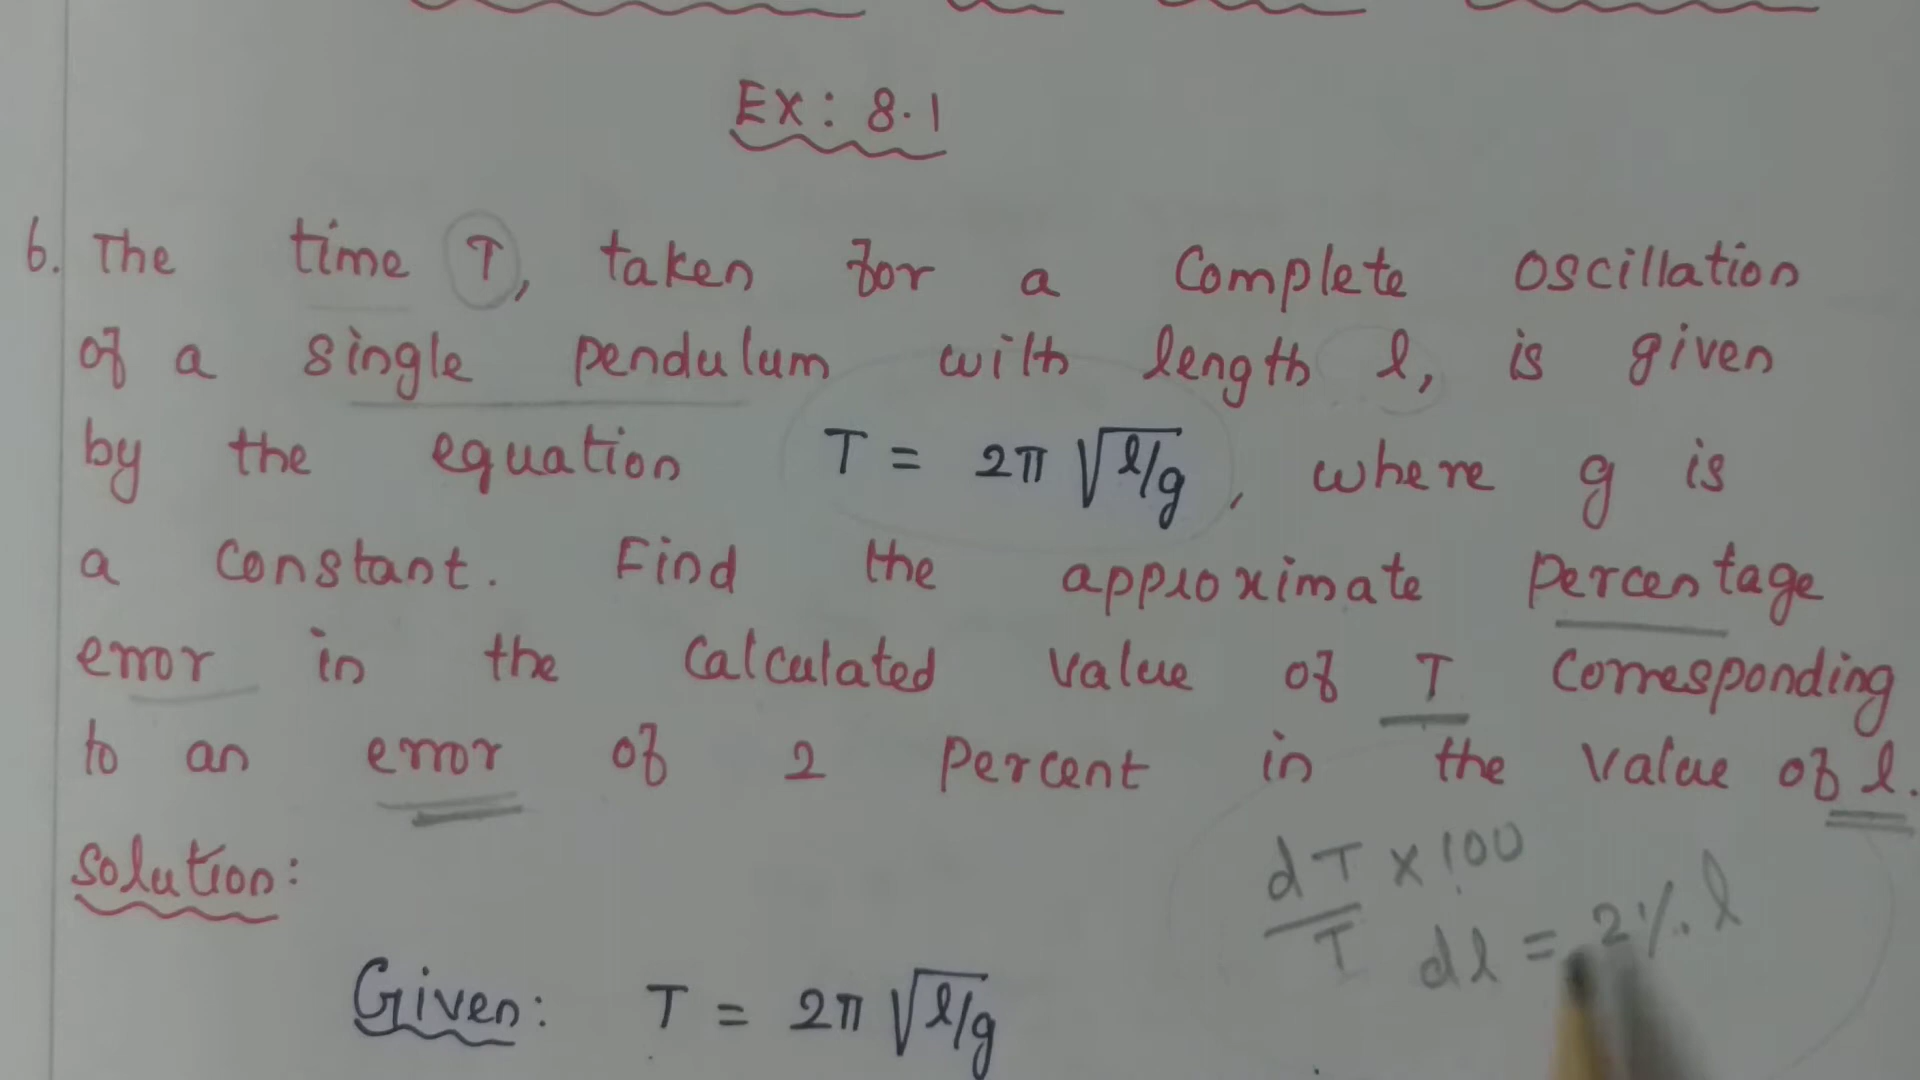 Ex: 8.1
6. The time T, taken for a complete oscillation
of a single pendulum with length l, is given
by the equation T = 2π √l/g, where g is
a constant. Find the approximate percentage
error in the calculated value of T corresponding
to an error of 2 percent in the value of l.
solution:
dT/T × 100
dl = 2% l
Given: T = 2π √l/g